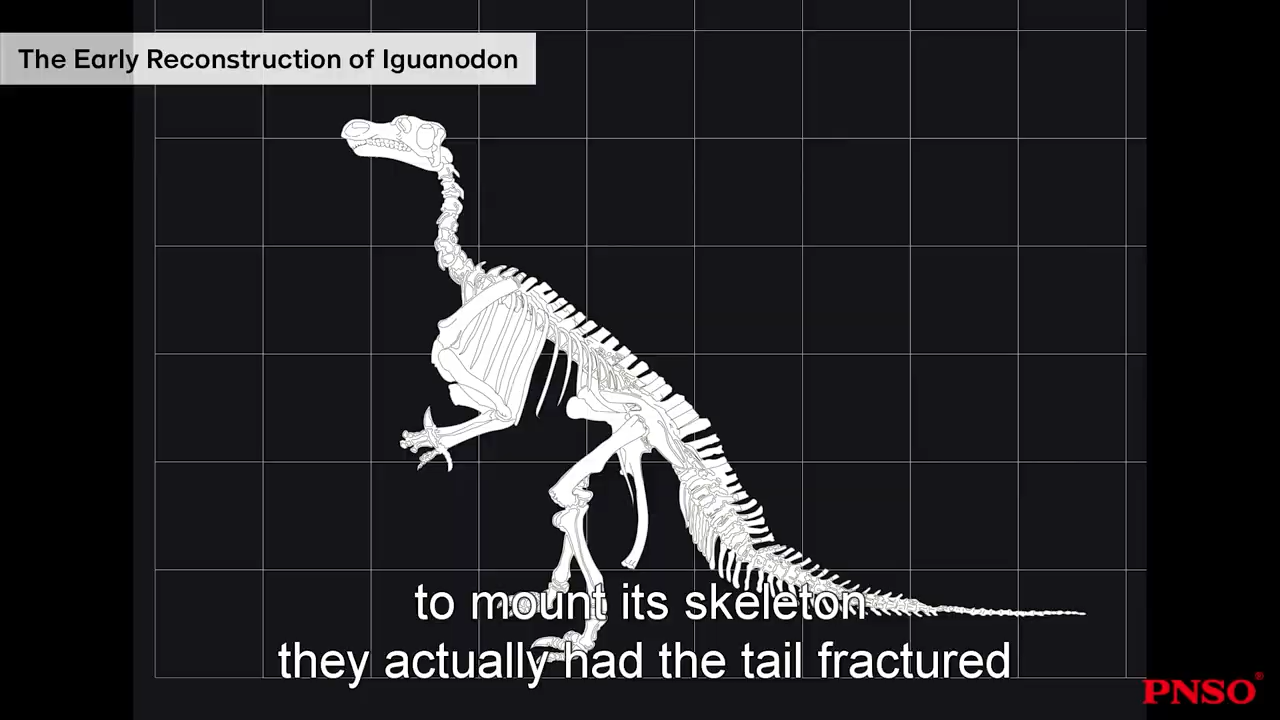 The Early Reconstruction of Iguanodon
to mount its skeleton
they actually had the tail fractured
PNSO®